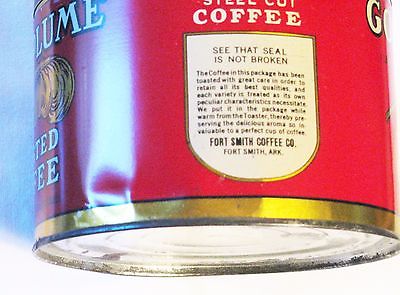 LUME
TED
EE
STEEL CUT
COFFEE
SEE THAT SEAL
IS NOT BROKEN
The Coffee in this package has been
toasted with great care in order to
retain all its best qualities, and
each variety is treated as its own
peculiar characteristics necessitate.
We put it in the package while
warm from the Toaster, thereby pre-
serving the delicious aroma so in-
valuable to a perfect cup of coffee.
FORT SMITH COFFEE CO.
FORT SMITH, ARK.
GO